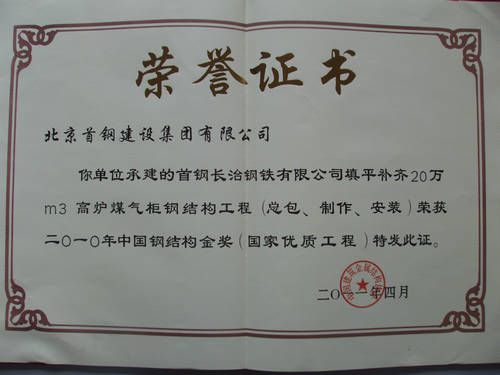 荣誉证书
北京首钢建设集团有限公司
你单位承建的首钢长治钢铁有限公司填平补齐20万
m3高炉煤气柜钢结构工程（总包、制作、安装）荣获
二〇一〇年中国钢结构金奖（国家优质工程）特发此证。
二〇一一年四月